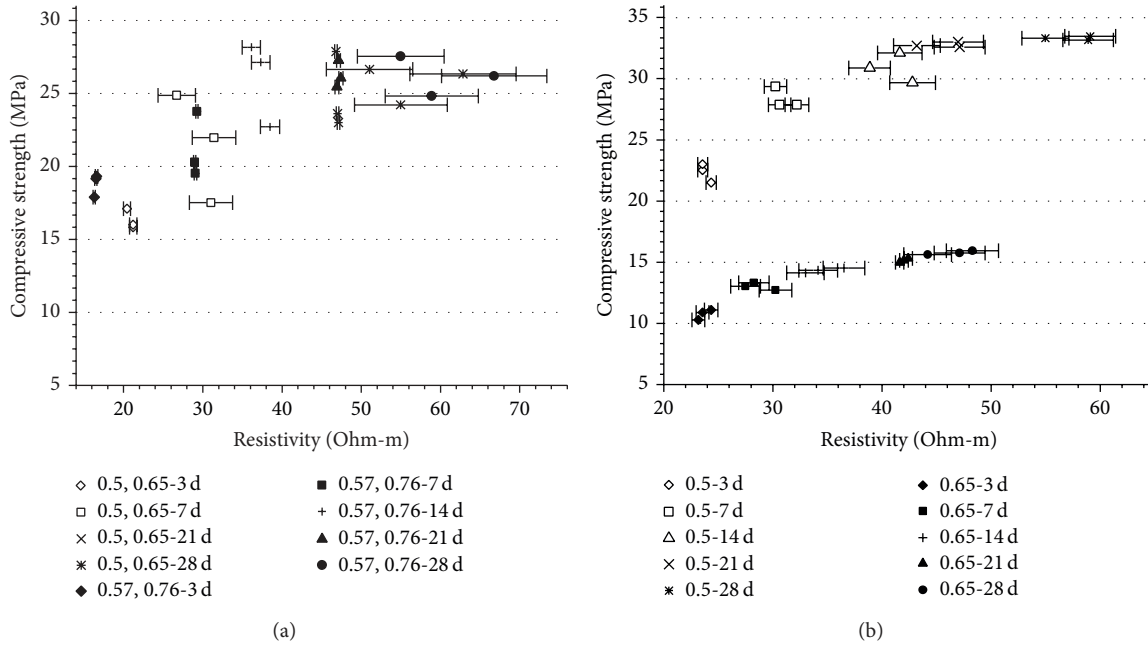 30
25
20
15
10
5
Compressive strength (MPa)
20 30 40 50 60 70
Resistivity (Ohm-m)
0.5, 0.65-3 d
0.5, 0.65-7 d
0.5, 0.65-21 d
0.5, 0.65-28 d
0.57, 0.76-3 d
0.57, 0.76-7 d
0.57, 0.76-14 d
0.57, 0.76-21 d
0.57, 0.76-28 d
(a)
35
30
25
20
15
10
5
Compressive strength (MPa)
20 30 40 50 60
Resistivity (Ohm-m)
0.5-3 d
0.5-7 d
0.5-14 d
0.5-21 d
0.5-28 d
0.65-3 d
0.65-7 d
0.65-14 d
0.65-21 d
0.65-28 d
(b)